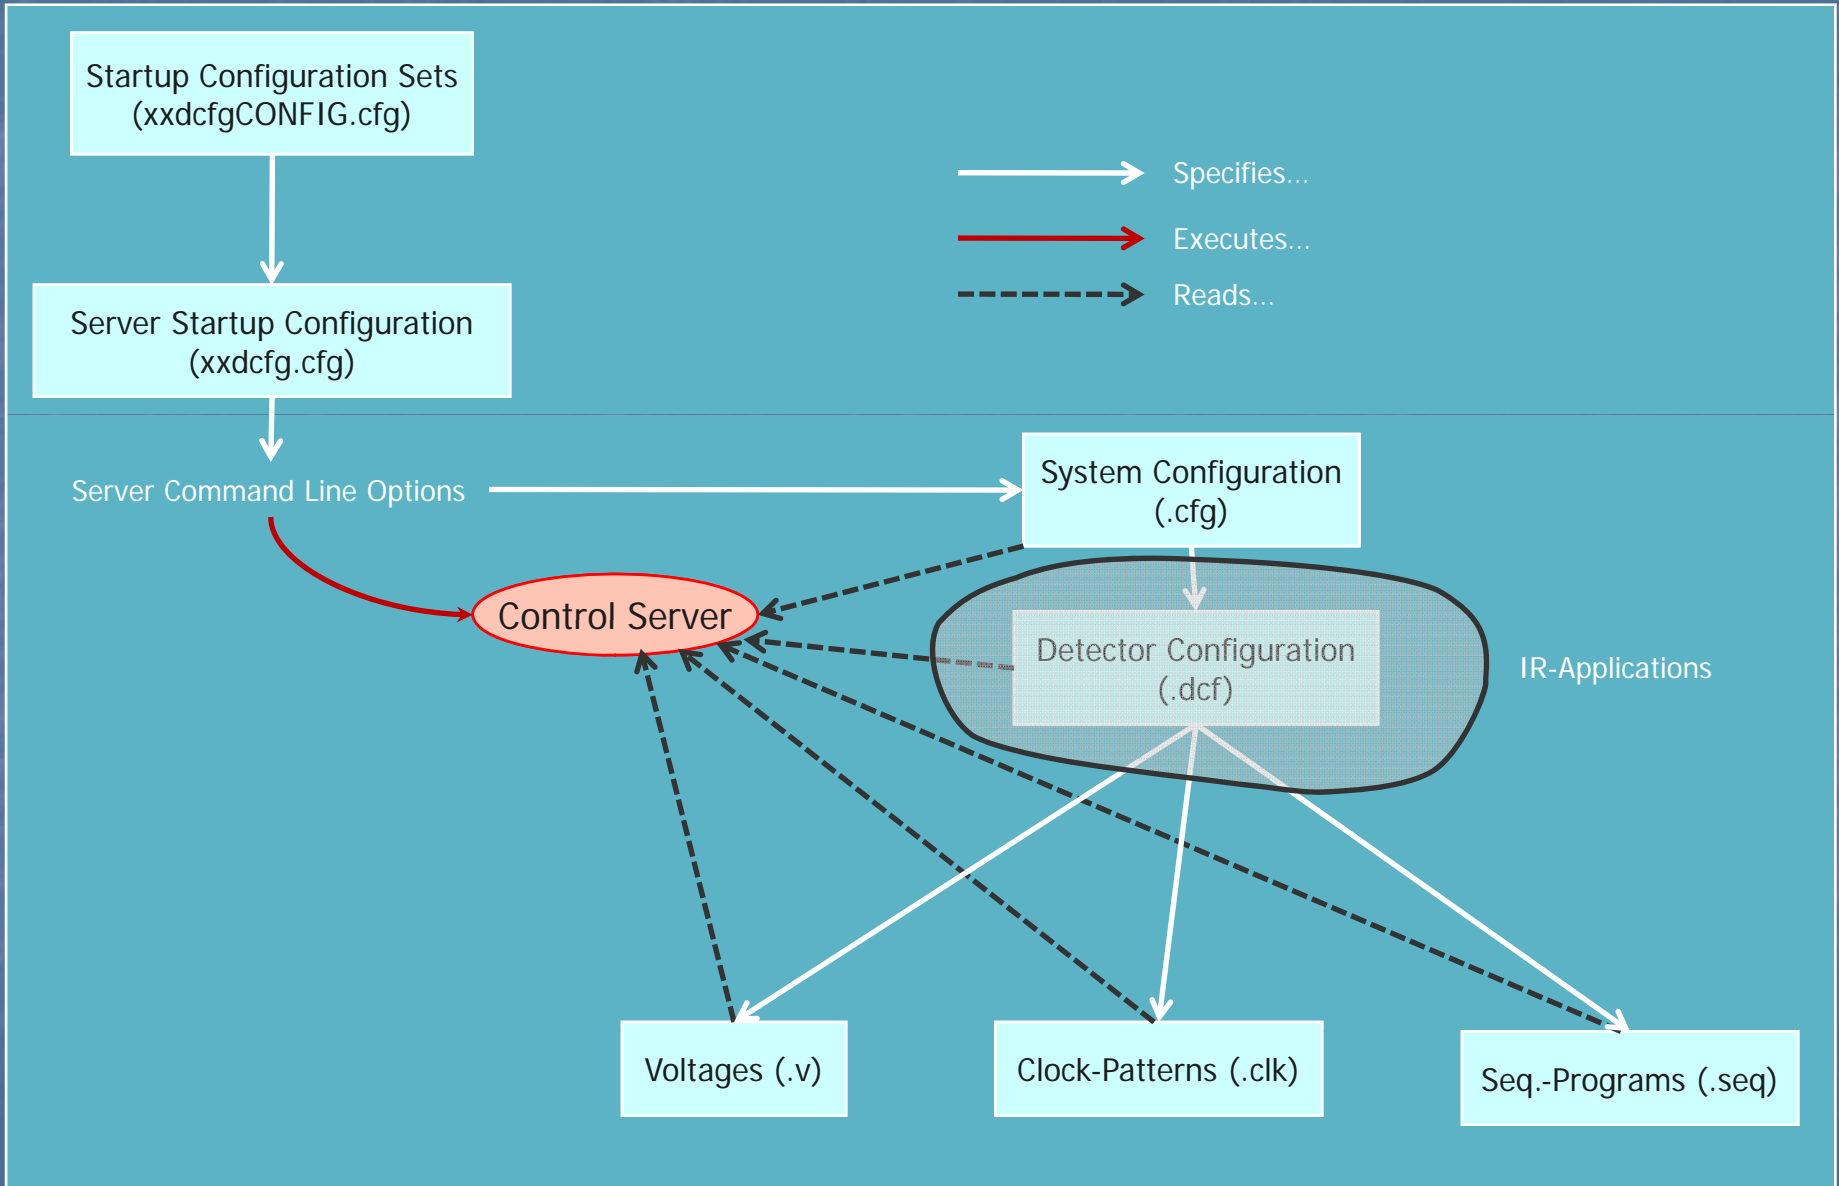 Startup Configuration Sets
(xxdcfgCONFIG.cfg)
Specifies...
Executes...
Reads...
Server Startup Configuration
(xxdcfg.cfg)
Server Command Line Options
System Configuration
(.cfg)
Control Server
Detector Configuration
(.dcf)
IR-Applications
Voltages (.v)
Clock-Patterns (.clk)
Seq.-Programs (.seq)